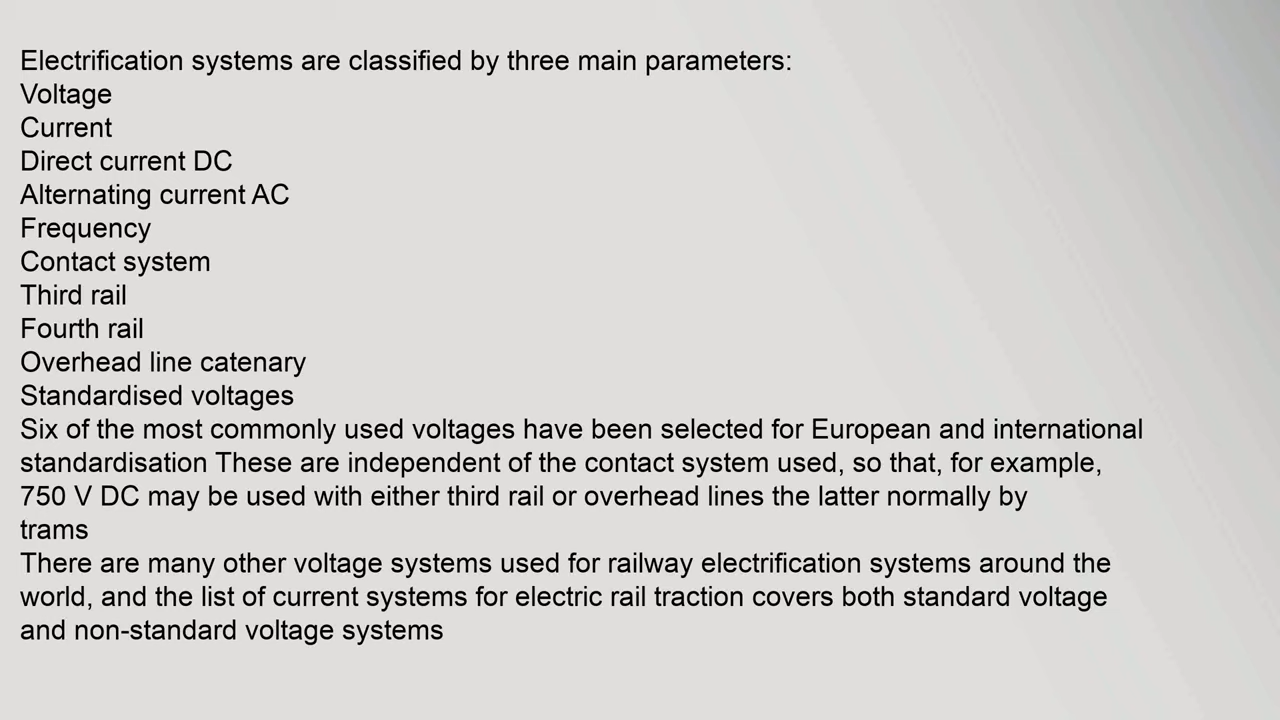 Electrification systems are classified by three main parameters:
Voltage
Current
Direct current DC
Alternating current AC
Frequency
Contact system
Third rail
Fourth rail
Overhead line catenary
Standardised voltages
Six of the most commonly used voltages have been selected for European and international
standardisation These are independent of the contact system used, so that, for example,
750 V DC may be used with either third rail or overhead lines the latter normally by
trams
There are many other voltage systems used for railway electrification systems around the
world, and the list of current systems for electric rail traction covers both standard voltage
and non-standard voltage systems